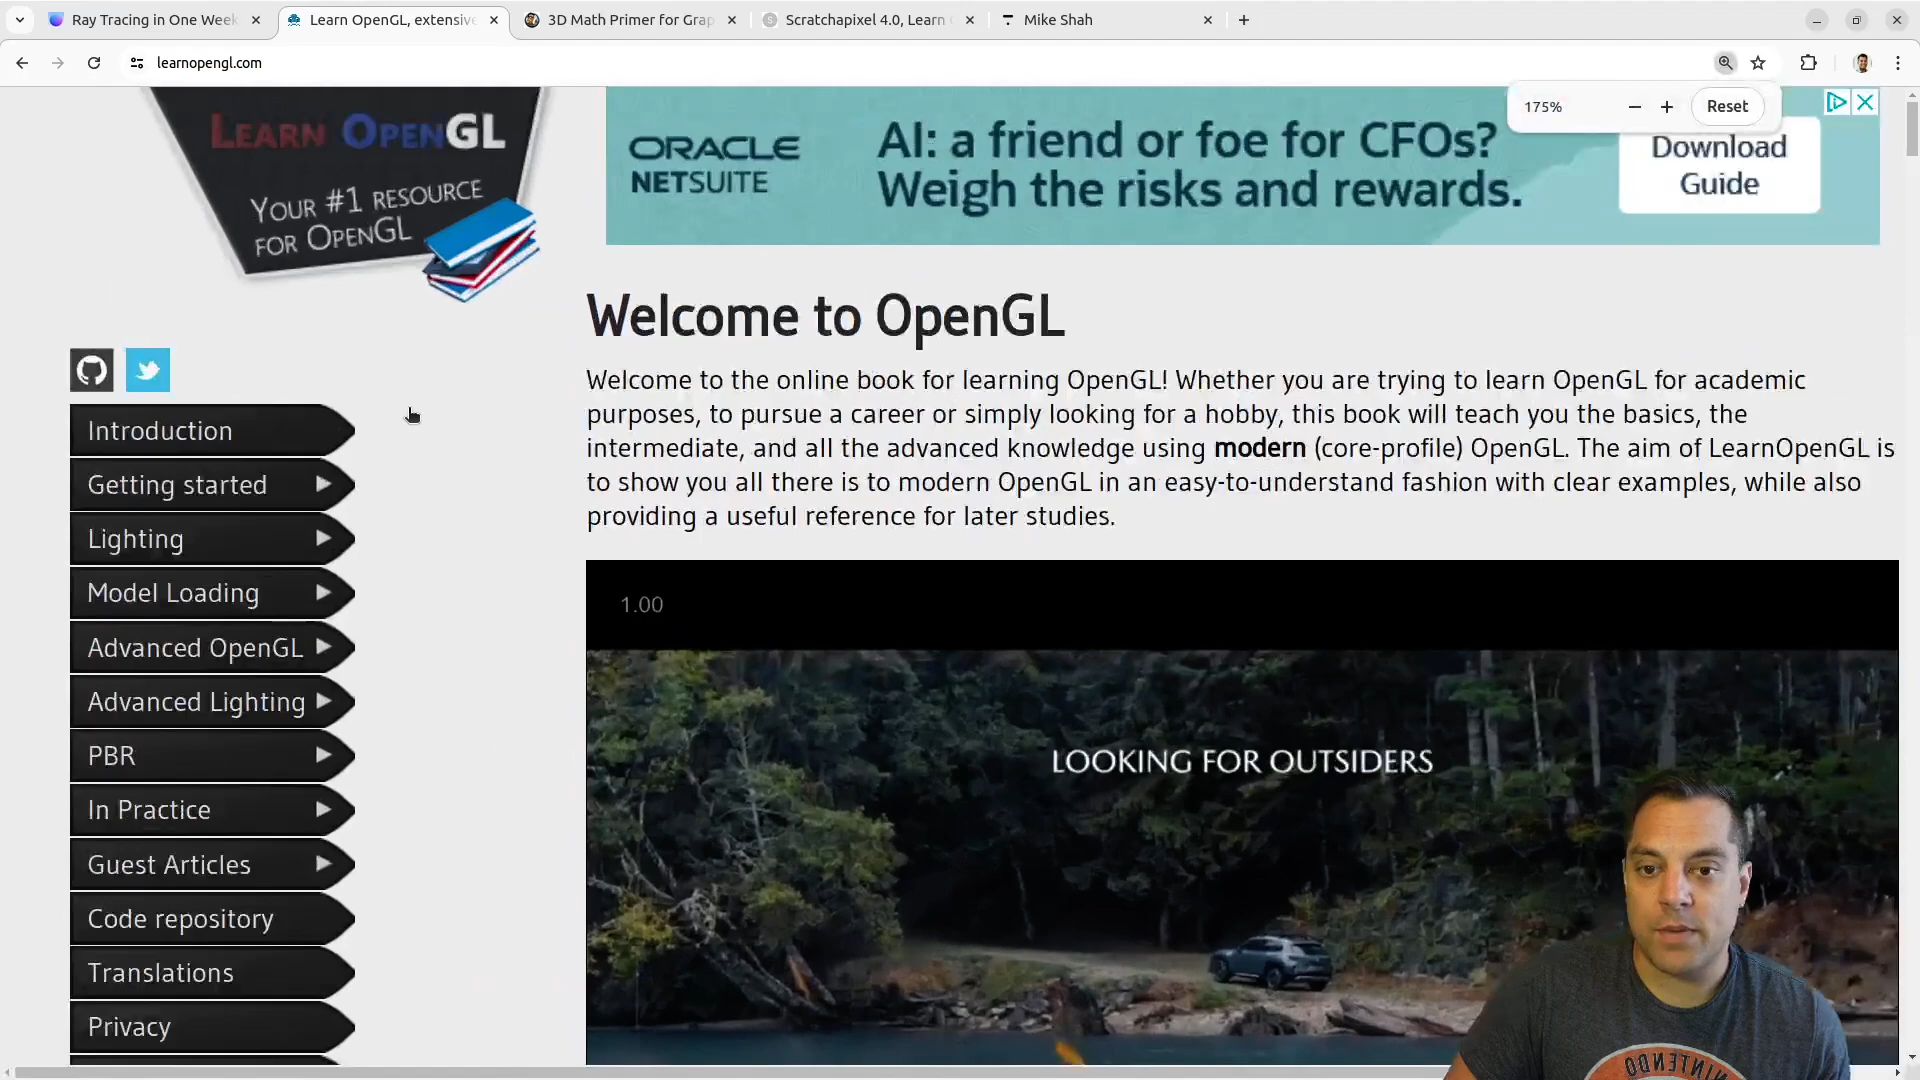 Ray Tracing in One Week
Learn OpenGL, extensive
3D Math Primer for Grap
Scratchapixel 4.0, Learn C
Mike Shah
learnopengl.com
175%
Reset
LEARN OPENGL
YOUR #1 RESOURCE
FOR OPENGL
ORACLE
NETSUITE
AI: a friend or foe for CFOs?
Weigh the risks and rewards.
Download
Guide
Welcome to OpenGL
Welcome to the online book for learning OpenGL! Whether you are trying to learn OpenGL for academic
purposes, to pursue a career or simply looking for a hobby, this book will teach you the basics, the
intermediate, and all the advanced knowledge using modern (core-profile) OpenGL. The aim of LearnOpenGL is
to show you all there is to modern OpenGL in an easy-to-understand fashion with clear examples, while also
providing a useful reference for later studies.
Introduction
Getting started
Lighting
Model Loading
Advanced OpenGL
Advanced Lighting
PBR
In Practice
Guest Articles
Code repository
Translations
Privacy
1.00
LOOKING FOR OUTSIDERS
NINTENDO